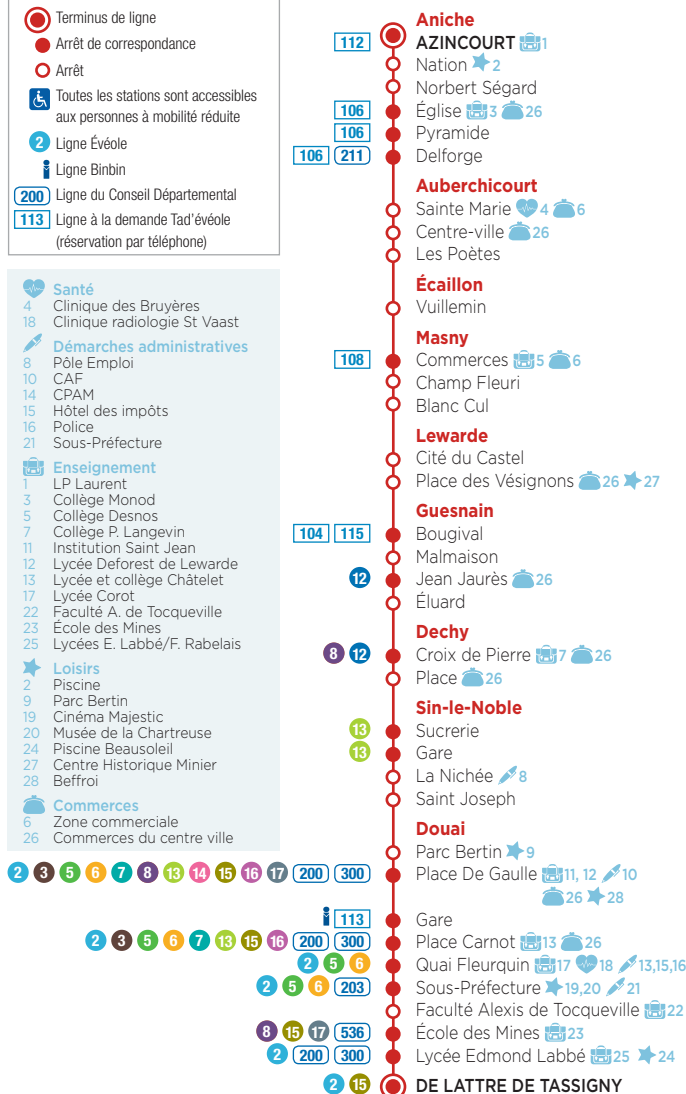 Terminus de ligne
Arrêt de correspondance
Arrêt
Toutes les stations sont accessibles
aux personnes à mobilité réduite
2 Ligne Évéole
Ligne Binbin
200 Ligne du Conseil Départemental
113 Ligne à la demande Tad'évéole
(réservation par téléphone)
Santé
4 Clinique des Bruyères
18 Clinique radiologie St Vaast
Démarches administratives
8 Pôle Emploi
10 CAF
14 CPAM
15 Hôtel des impôts
16 Police
21 Sous-Préfecture
Enseignement
1 LP Laurent
3 Collège Monod
5 Collège Desnos
7 Collège P. Langevin
11 Institution Saint Jean
12 Lycée Deforest de Lewarde
13 Lycée et collège Châtelet
17 Lycée Corot
22 Faculté A. de Tocqueville
23 École des Mines
25 Lycées E. Labbé/F. Rabelais
Loisirs
2 Piscine
9 Parc Bertin
19 Cinéma Majestic
20 Musée de la Chartreuse
24 Piscine Beausoleil
27 Centre Historique Minier
28 Beffroi
Commerces
6 Zone commerciale
26 Commerces du centre ville
Aniche
112 AZINCOURT 1
Nation 2
Norbert Ségard
106 Église 3 26
106 Pyramide
106 211 Delforge
Auberchicourt
Sainte Marie 4 6
Centre-ville 26
Les Poètes
Écaillon
Vuillemin
Masny
108 Commerces 5 6
Champ Fleuri
Blanc Cul
Lewarde
Cité du Castel
Place des Vésignons 26 27
Guesnain
104 115 Bougival
Malmaison
12 Jean Jaurès 26
Éluard
Dechy
8 12 Croix de Pierre 7 26
Place 26
Sin-le-Noble
13 Sucrerie
13 Gare
La Nichée 8
Saint Joseph
Douai
Parc Bertin 9
2 3 5 6 7 8 13 14 15 16 17 200 300 Place De Gaulle 11, 12 10
26 28
113 Gare
2 3 5 6 7 13 15 16 200 300 Place Carnot 13 26
2 5 6 Quai Fleurquin 17 18 13,15,16
2 5 6 203 Sous-Préfecture 19,20 21
Faculté Alexis de Tocqueville 22
8 15 17 536 École des Mines 23
2 200 300 Lycée Edmond Labbé 25 24
2 15 DE LATTRE DE TASSIGNY